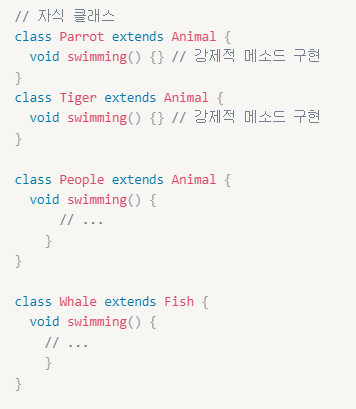 // 자식 클래스
class Parrot extends Animal {
void swimming() {} // 강제적 메소드 구현
}
class Tiger extends Animal {
void swimming() {} // 강제적 메소드 구현
}
class People extends Animal {
void swimming() {
// ...
}
}
class Whale extends Fish {
void swimming() {
// ...
}
}